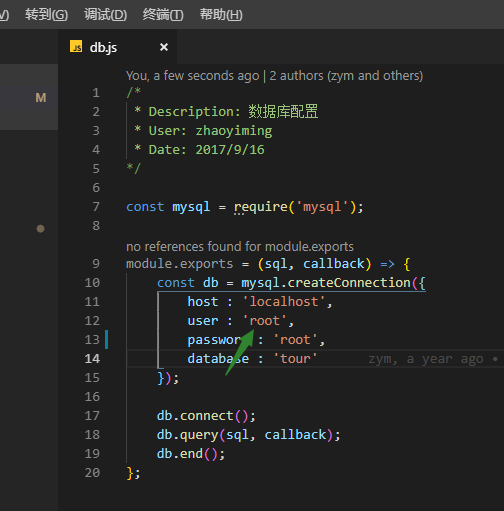 V) 转到(G) 调试(D) 终端(T) 帮助(H)
JS db.js ×
You, a few seconds ago | 2 authors (zym and others)
M
1 /*
2 * Description: 数据库配置
3 * User: zhaoyiming
4 * Date: 2017/9/16
5 */
6
7 const mysql = require('mysql');
8
no references found for module.exports
9 module.exports = (sql, callback) => {
10 const db = mysql.createConnection({
11 host : 'localhost',
12 user : 'root',
13 password : 'root',
14 database : 'tour' zym, a year ago •
15 });
16
17 db.connect();
18 db.query(sql, callback);
19 db.end();
20 };